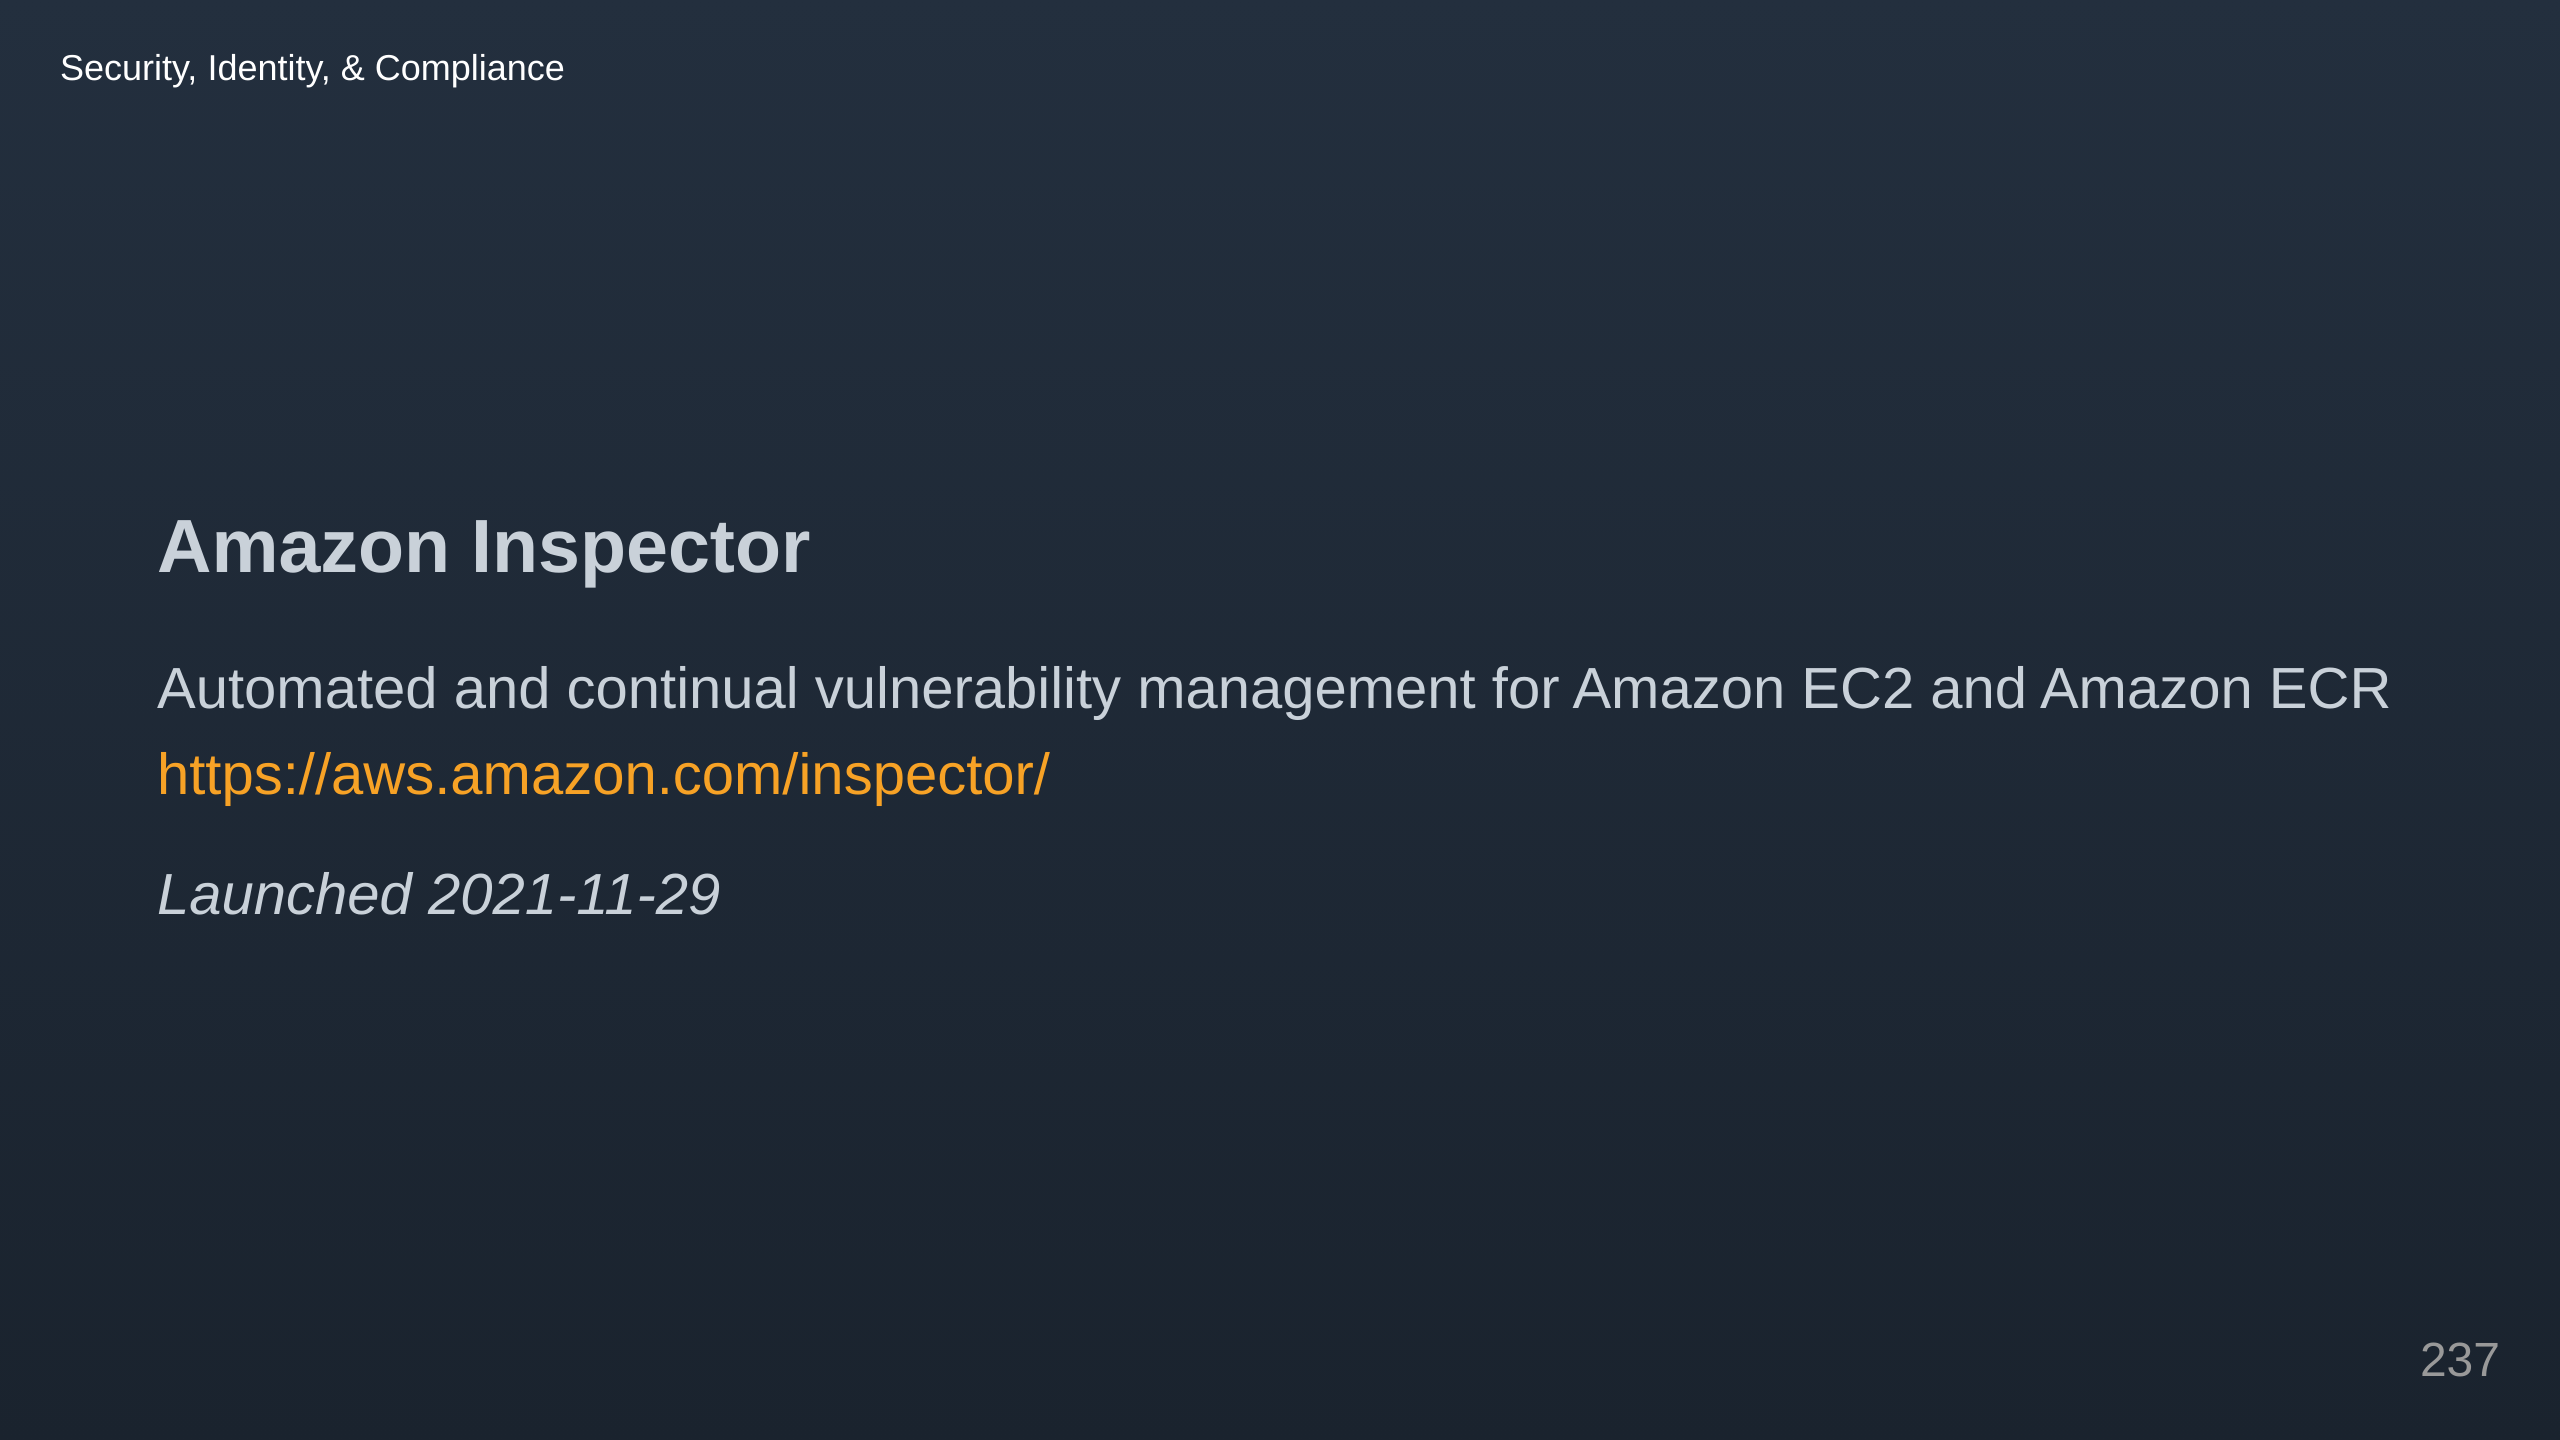 Security, Identity, & Compliance
Amazon Inspector
Automated and continual vulnerability management for Amazon EC2 and Amazon ECR
https://aws.amazon.com/inspector/
Launched 2021-11-29
237